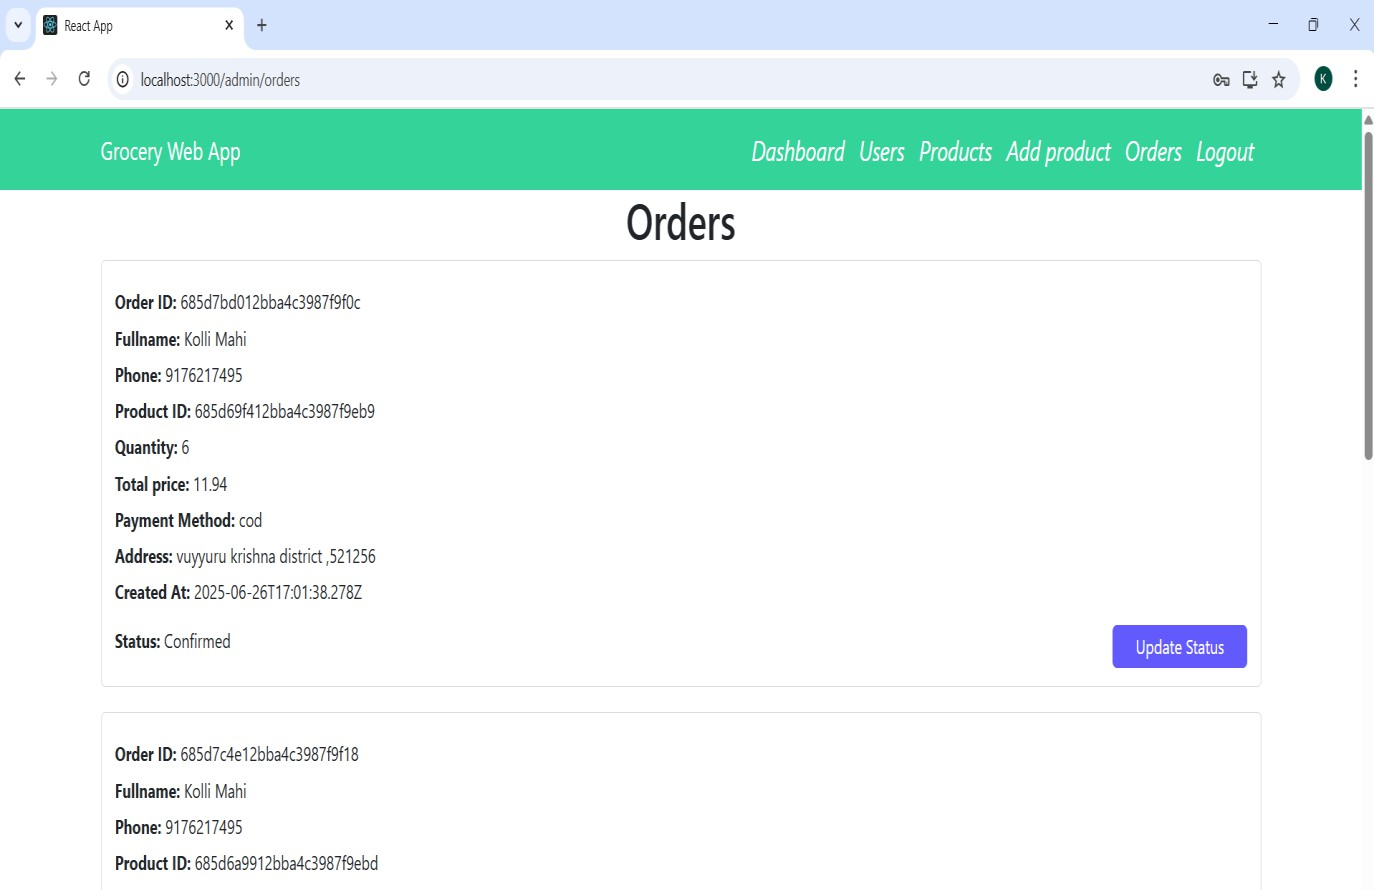 React App
localhost:3000/admin/orders
K
Grocery Web App
Dashboard Users Products Add product Orders Logout
Orders
Order ID: 685d7bd012bba4c3987f9f0c
Fullname: Kolli Mahi
Phone: 9176217495
Product ID: 685d69f412bba4c3987f9eb9
Quantity: 6
Total price: 11.94
Payment Method: cod
Address: vuyyuru krishna district ,521256
Created At: 2025-06-26T17:01:38.278Z
Status: Confirmed
Update Status
Order ID: 685d7c4e12bba4c3987f9f18
Fullname: Kolli Mahi
Phone: 9176217495
Product ID: 685d6a9912bba4c3987f9ebd